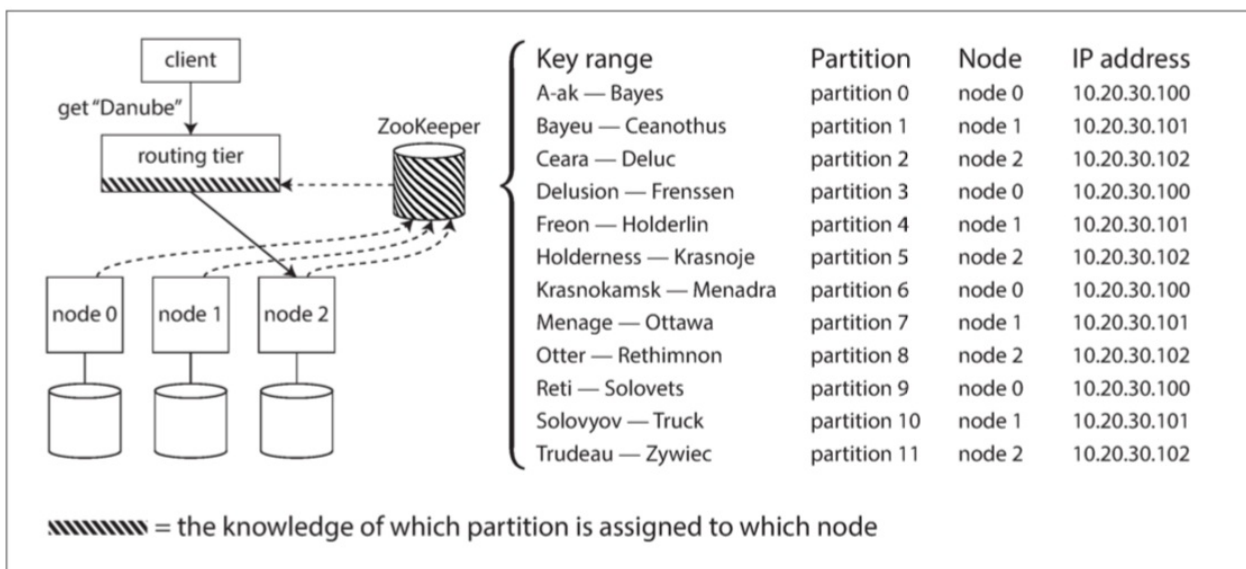 client
get “Danube”
routing tier
ZooKeeper
node 0 node 1 node 2
Key range Partition Node IP address
A-ak — Bayes partition 0 node 0 10.20.30.100
Bayeu — Ceanothus partition 1 node 1 10.20.30.101
Ceara — Deluc partition 2 node 2 10.20.30.102
Delusion — Frenssen partition 3 node 0 10.20.30.100
Freon — Holderlin partition 4 node 1 10.20.30.101
Holderness — Krasnoje partition 5 node 2 10.20.30.102
Krasnokamsk — Menadra partition 6 node 0 10.20.30.100
Menage — Ottawa partition 7 node 1 10.20.30.101
Otter — Rethimnon partition 8 node 2 10.20.30.102
Reti — Solovets partition 9 node 0 10.20.30.100
Solovyov — Truck partition 10 node 1 10.20.30.101
Trudeau — Zywiec partition 11 node 2 10.20.30.102
= the knowledge of which partition is assigned to which node